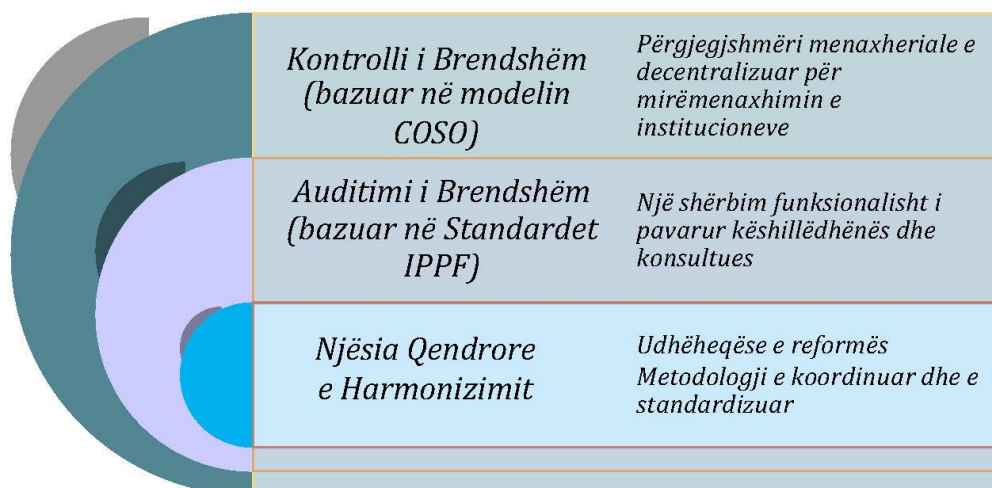 Kontrolli i Brendshëm
(bazuar në modelin
COSO)
Përgjegjshmëri menaxheriale e
decentralizuar për
mirëmenaxhimin e
institucioneve
Auditimi i Brendshëm
(bazuar në Standardet
IPPF)
Një shërbim funksionalisht i
pavarur këshillëdhënës dhe
konsultues
Njësia Qendrore
e Harmonizimit
Udhëheqëse e reformës
Metodologji e koordinuar dhe e
standardizuar